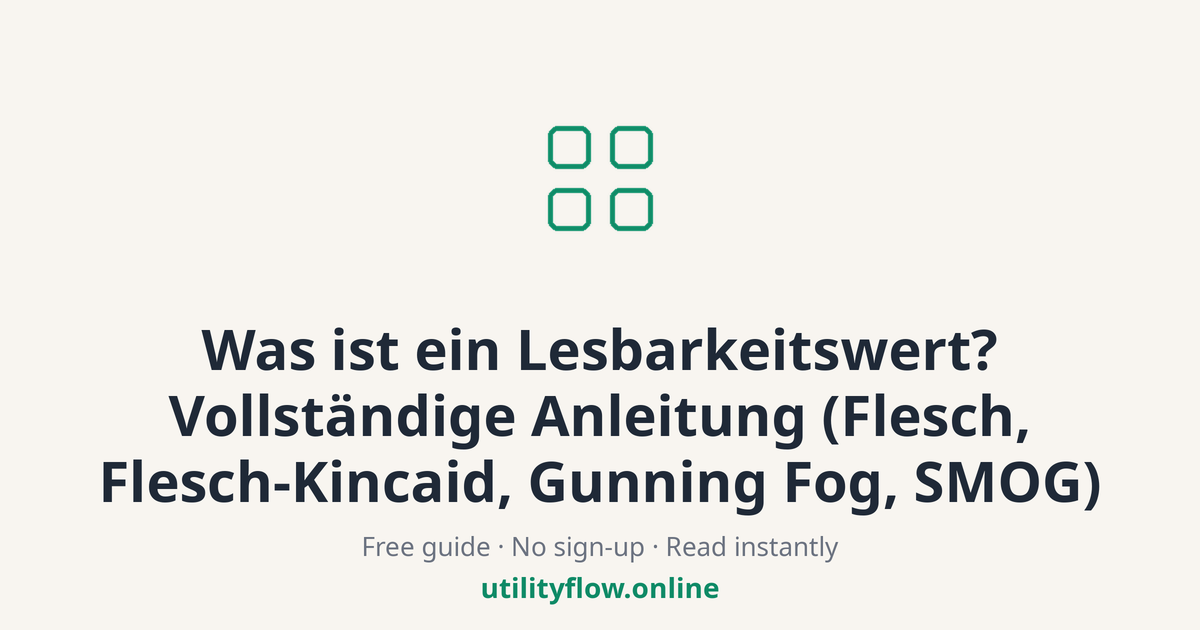 Was ist ein Lesbarkeitswert?
Vollständige Anleitung (Flesch,
Flesch-Kincaid, Gunning Fog, SMOG)
Free guide · No sign-up · Read instantly
utilityflow.online